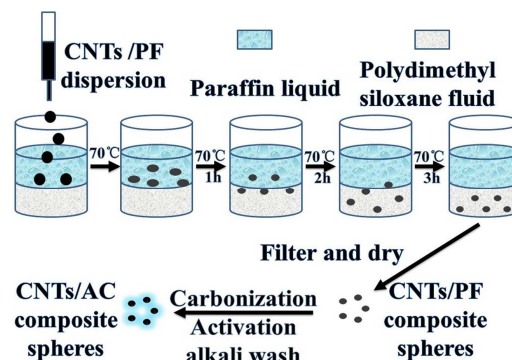 CNTs /PF
dispersion
Paraffin liquid
Polydimethyl
siloxane fluid
70℃
70℃
1h
70℃
2h
70℃
3h
Filter and dry
CNTs/AC
composite
spheres
Carbonization
Activation
alkali wash
CNTs/PF
composite
spheres